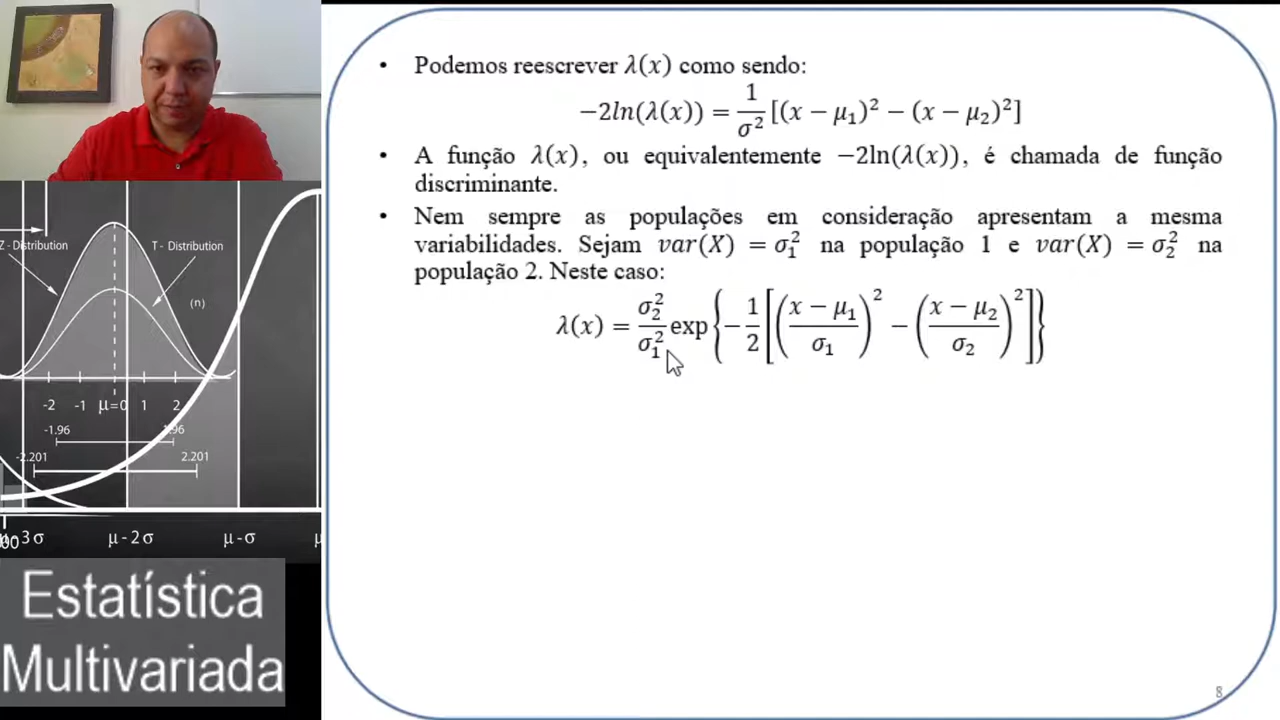 • Podemos reescrever λ(x) como sendo:
−2ln(λ(x)) = 1/σ² [(x − μ₁)² − (x − μ₂)²]
• A função λ(x), ou equivalentemente −2ln(λ(x)), é chamada de função
discriminante.
• Nem sempre as populações em consideração apresentam a mesma
variabilidades. Sejam var(X) = σ₁² na população 1 e var(X) = σ₂² na
população 2. Neste caso:
λ(x) = σ₂²/σ₁² exp{−1/2 [((x − μ₁)/σ₁)² − ((x − μ₂)/σ₂)²]}
8
Z - Distribution
T - Distribution
(n)
-2 -1 μ=0 1 2
-1.96 1.96
-2.201 2.201
μ-3σ μ-2σ μ-σ μ
00
Estatística
Multivariada